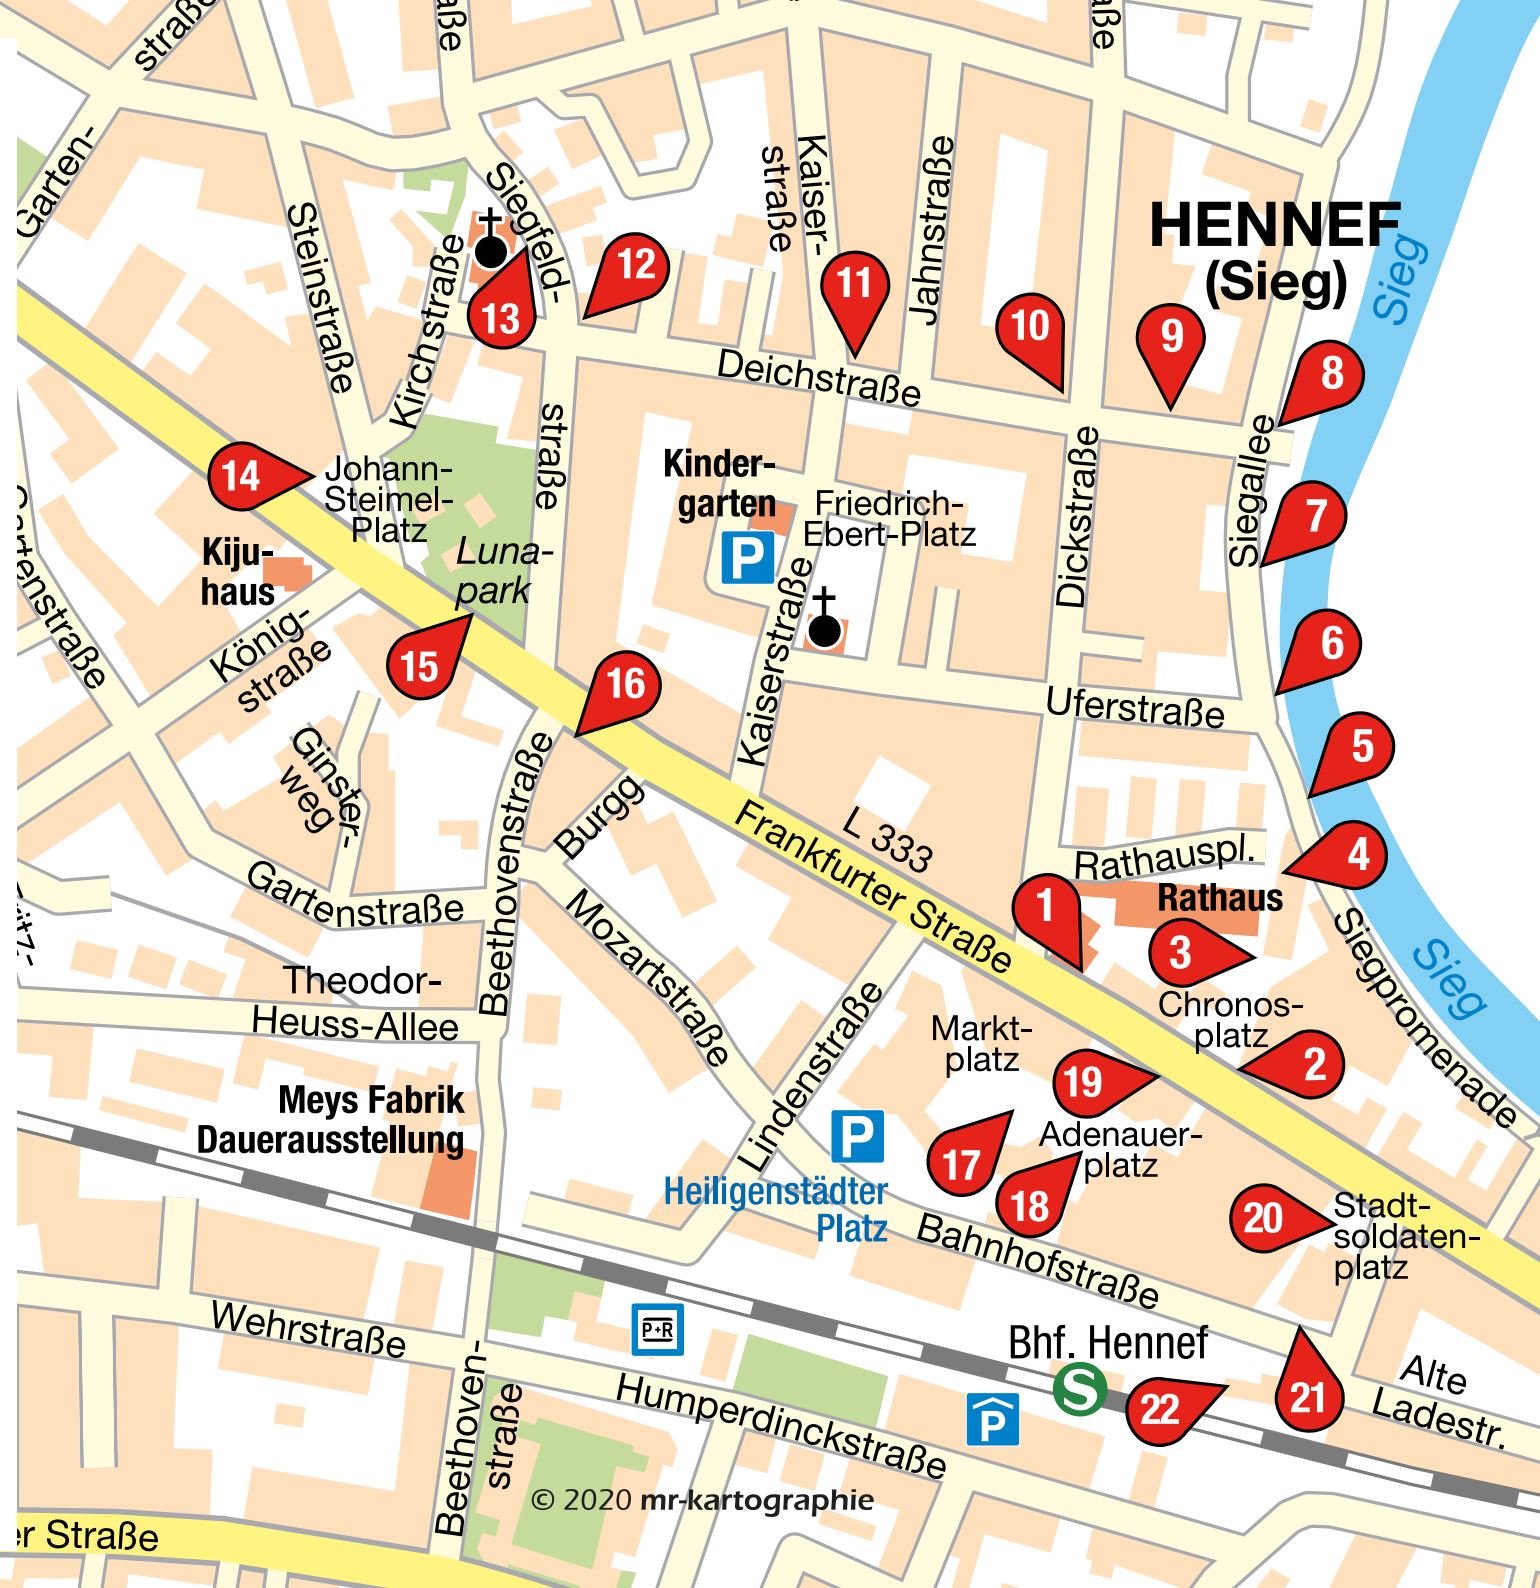 straße
aße
aße
Garten-
Steinstraße
Siegfeld-
straße
Kirchstraße
Kaiser-
straße
Jahnstraße
HENNEF
(Sieg)
Sieg
12
13
11
10
9
8
Deichstraße
Siegallee
Dickstraße
14
Johann-
Steimel-
Platz
Kinder-
garten
P
Friedrich-
Ebert-Platz
7
Kiju-
haus
Luna-
park
Gartenstraße
König-
straße
15
16
Kaiserstraße
6
Uferstraße
5
Ginster-
weg
Beethovenstraße
Burgg
Frankfurter Straße
L 333
Rathauspl.
4
Rathaus
1
3
Gartenstraße
Mozartstraße
Siegpromenade
Sieg
ritz-
Theodor-
Heuss-Allee
Lindenstraße
Markt-
platz
Chronos-
platz
2
19
Meys Fabrik
Dauerausstellung
P
Heiligenstädter
Platz
17
18
Adenauer-
platz
20
Stadt-
soldaten-
platz
Bahnhofstraße
Wehrstraße
P+R
Bhf. Hennef
S
22
21
Alte
Ladestr.
Beethoven-
straße
Humperdinckstraße
P
© 2020 mr-kartographie
er Straße